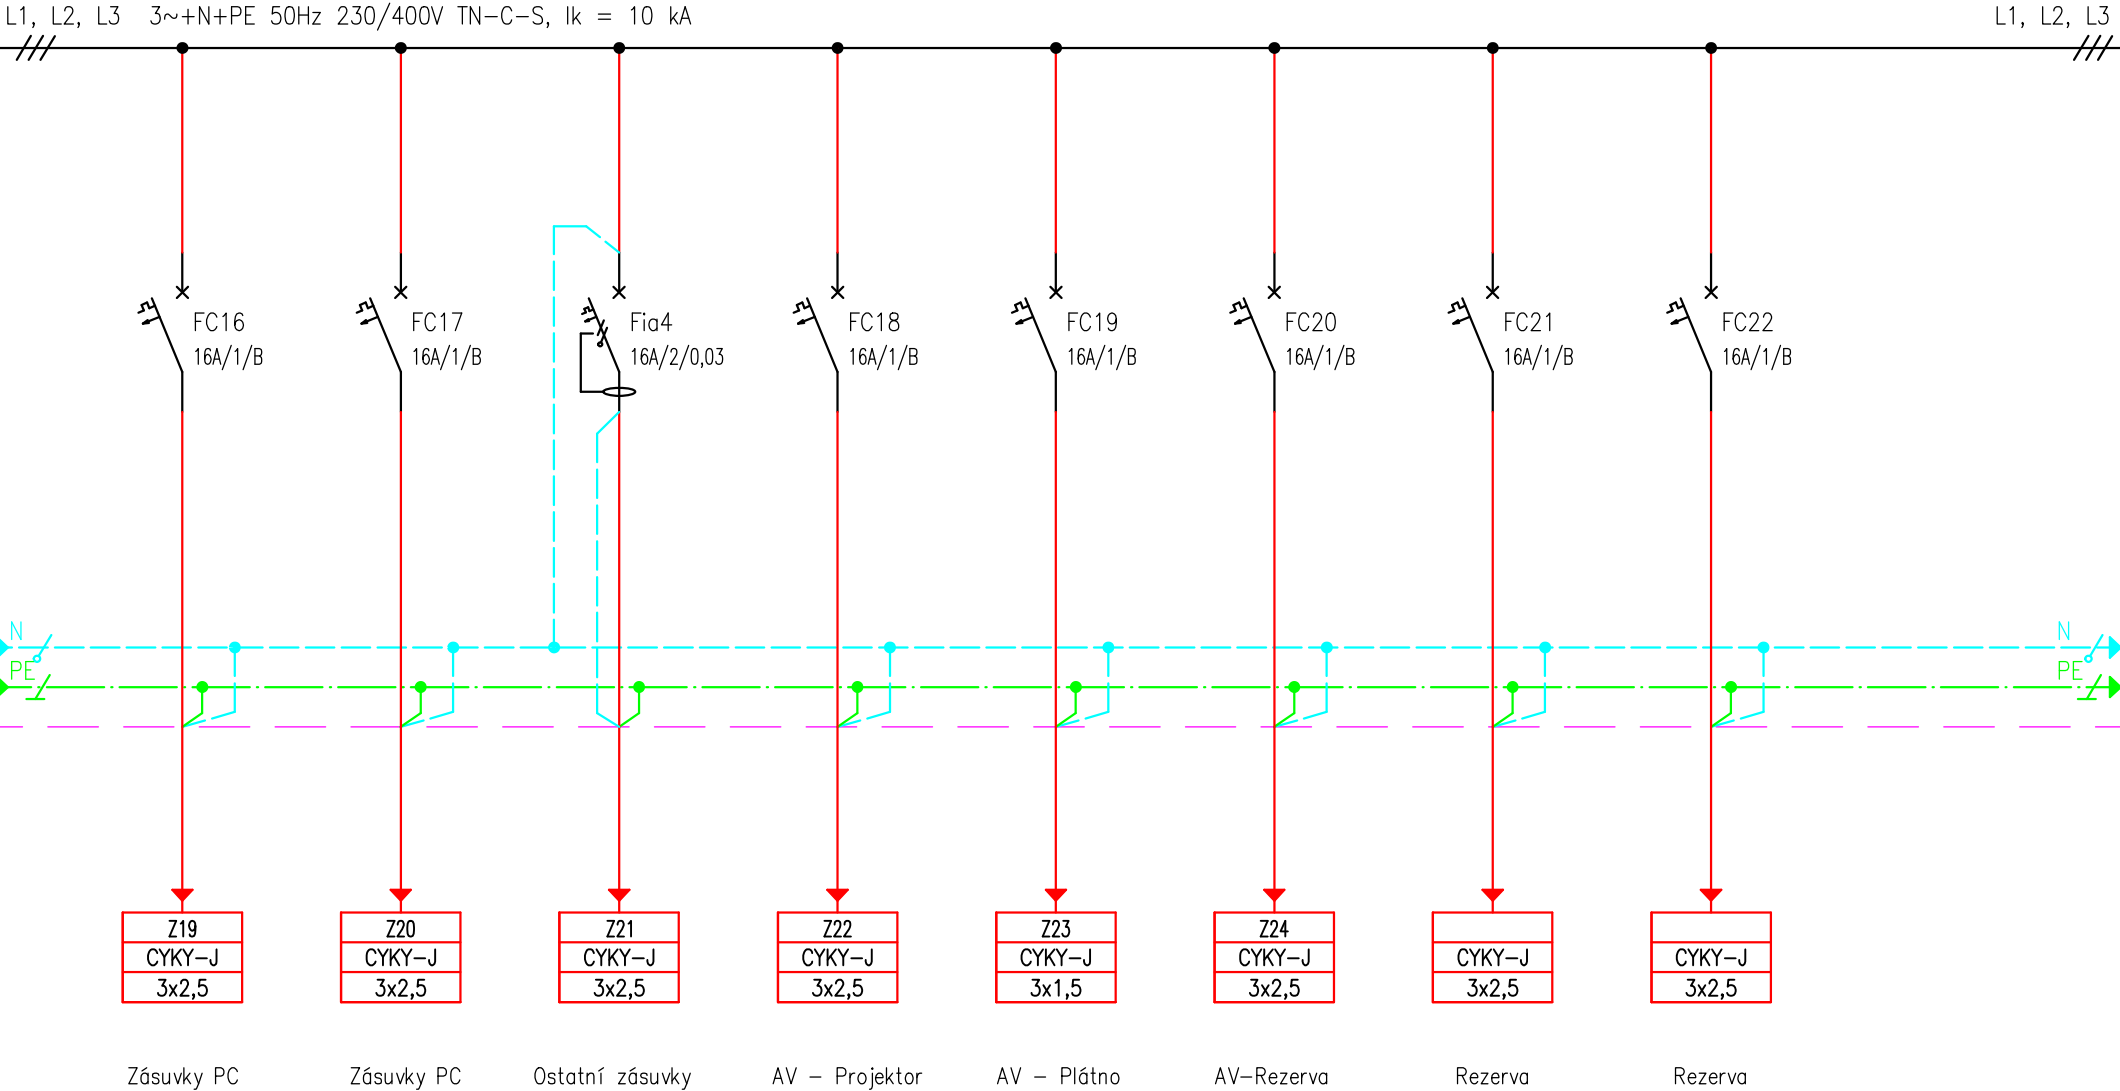 L1, L2, L3 3~+N+PE 50Hz 230/400V TN-C-S, Ik = 10 kA
L1, L2, L3
FC16
16A/1/B
FC17
16A/1/B
Fia4
16A/2/0,03
FC18
16A/1/B
FC19
16A/1/B
FC20
16A/1/B
FC21
16A/1/B
FC22
16A/1/B
N
N
PE
PE
Z19
CYKY-J
3x2,5
Z20
CYKY-J
3x2,5
Z21
CYKY-J
3x2,5
Z22
CYKY-J
3x2,5
Z23
CYKY-J
3x1,5
Z24
CYKY-J
3x2,5
CYKY-J
3x2,5
CYKY-J
3x2,5
Zásuvky PC
Zásuvky PC
Ostatní zásuvky
AV - Projektor
AV - Plátno
AV-Rezerva
Rezerva
Rezerva